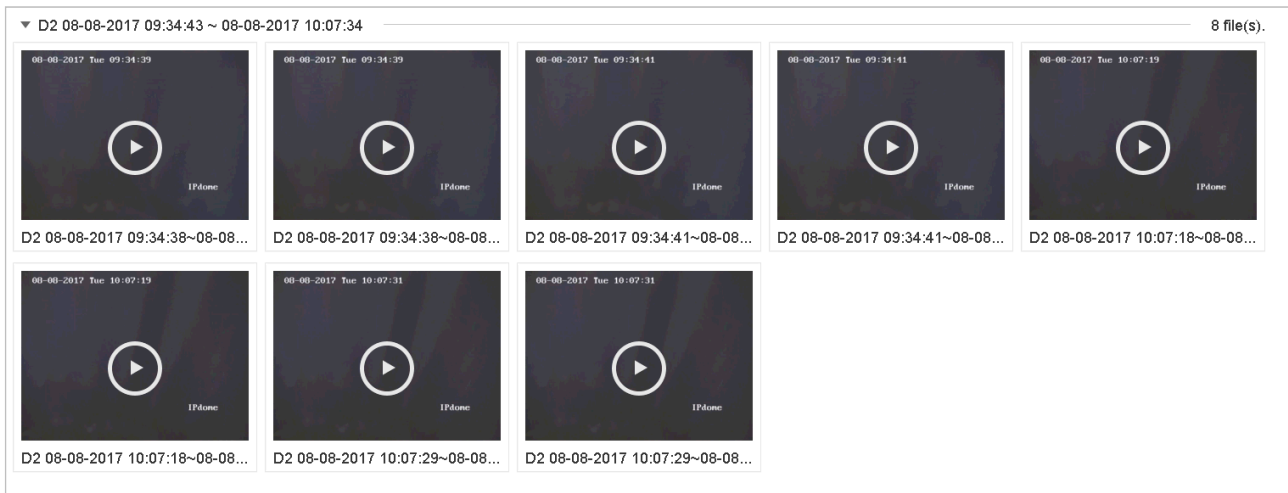 D2 08-08-2017 09:34:43 ~ 08-08-2017 10:07:34
8 file(s).
08-08-2017 Tue 09:34:39
IPdome
D2 08-08-2017 09:34:38~08-08...
08-08-2017 Tue 09:34:39
IPdome
D2 08-08-2017 09:34:38~08-08...
08-08-2017 Tue 09:34:41
IPdome
D2 08-08-2017 09:34:41~08-08...
08-08-2017 Tue 09:34:41
IPdome
D2 08-08-2017 09:34:41~08-08...
08-08-2017 Tue 10:07:19
IPdome
D2 08-08-2017 10:07:18~08-08...
08-08-2017 Tue 10:07:19
IPdome
D2 08-08-2017 10:07:18~08-08...
08-08-2017 Tue 10:07:31
IPdome
D2 08-08-2017 10:07:29~08-08...
08-08-2017 Tue 10:07:31
IPdome
D2 08-08-2017 10:07:29~08-08...